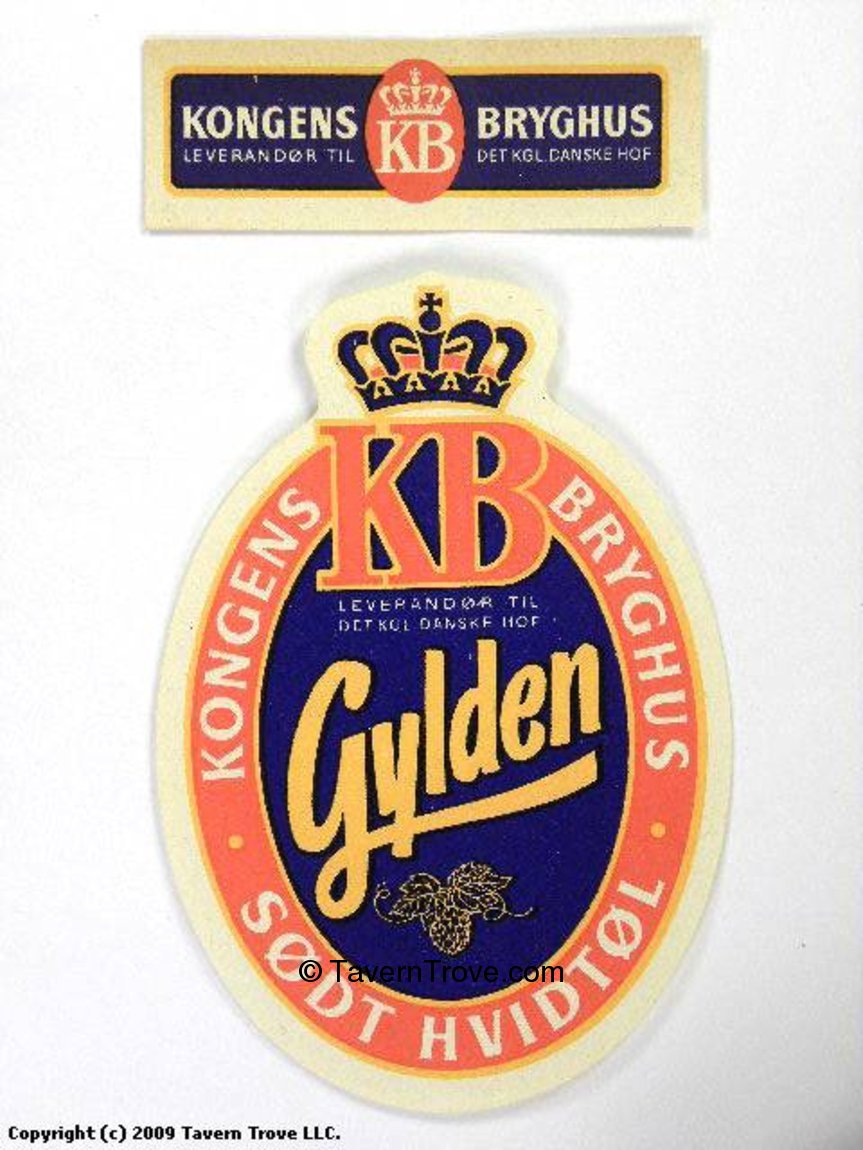 KONGENS KB BRYGHUS
LEVERANDØR TIL DET KGL. DANSKE HOF
KB
KONGENS BRYGHUS
LEVERANDØR TIL
DET KGL. DANSKE HOF
Gylden
SØDT HVIDTØL
© TavernTrove.com
Copyright (c) 2009 Tavern Trove LLC.